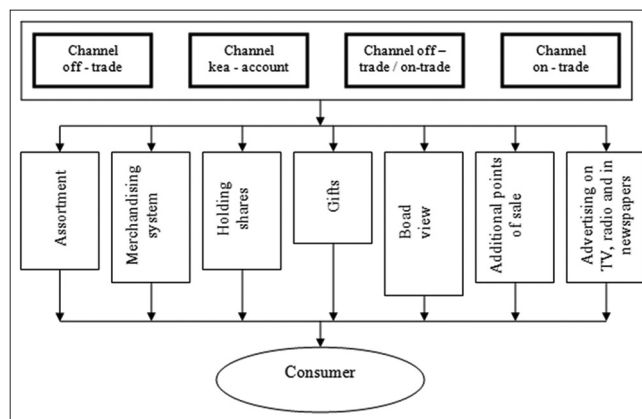 Channel
off - trade
Channel
kea - account
Channel off –
trade / on-trade
Channel
on - trade
Assortment
Merchandising
system
Holding
shares
Gifts
Boad
view
Additional points
of sale
Advertising on
TV, radio and in
newspapers
Consumer